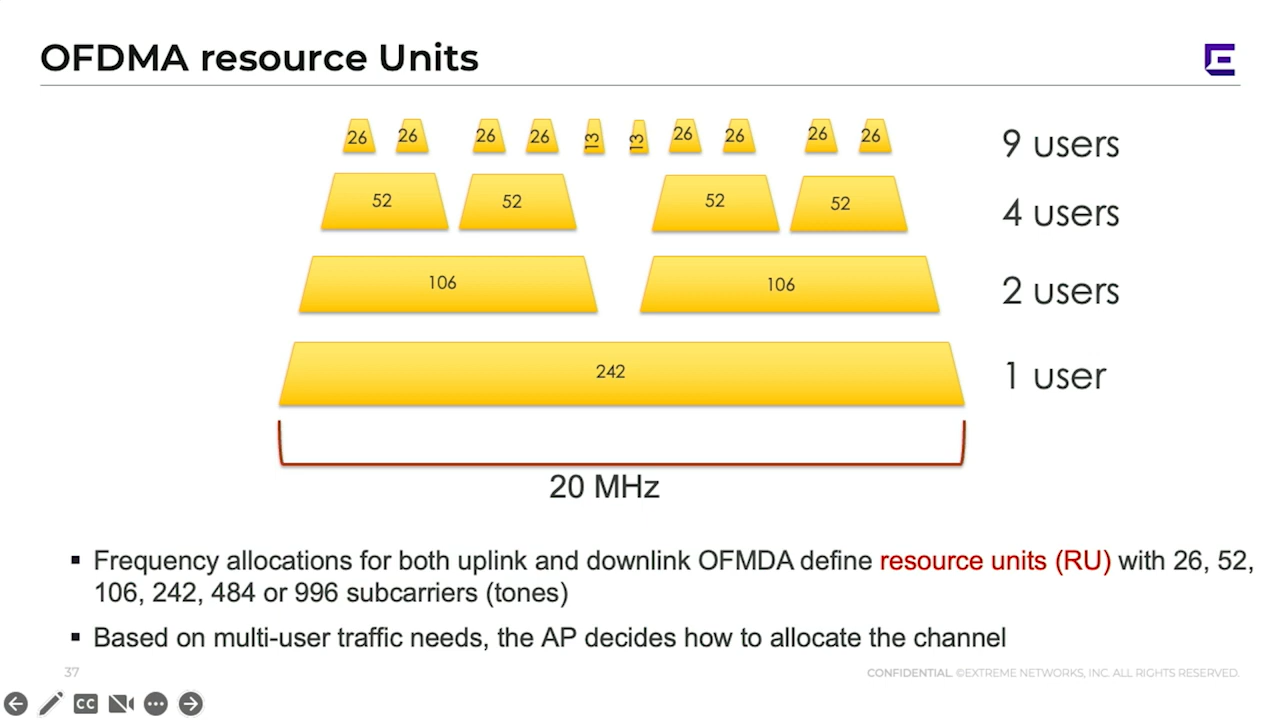 OFDMA resource Units
26 26 26 26 13 13 26 26 26 26 9 users
52 52 52 52 4 users
106 106 2 users
242 1 user
20 MHz
▪ Frequency allocations for both uplink and downlink OFMDA define resource units (RU) with 26, 52,
106, 242, 484 or 996 subcarriers (tones)
▪ Based on multi-user traffic needs, the AP decides how to allocate the channel
37 CONFIDENTIAL. ©EXTREME NETWORKS, INC. ALL RIGHTS RESERVED.
CC